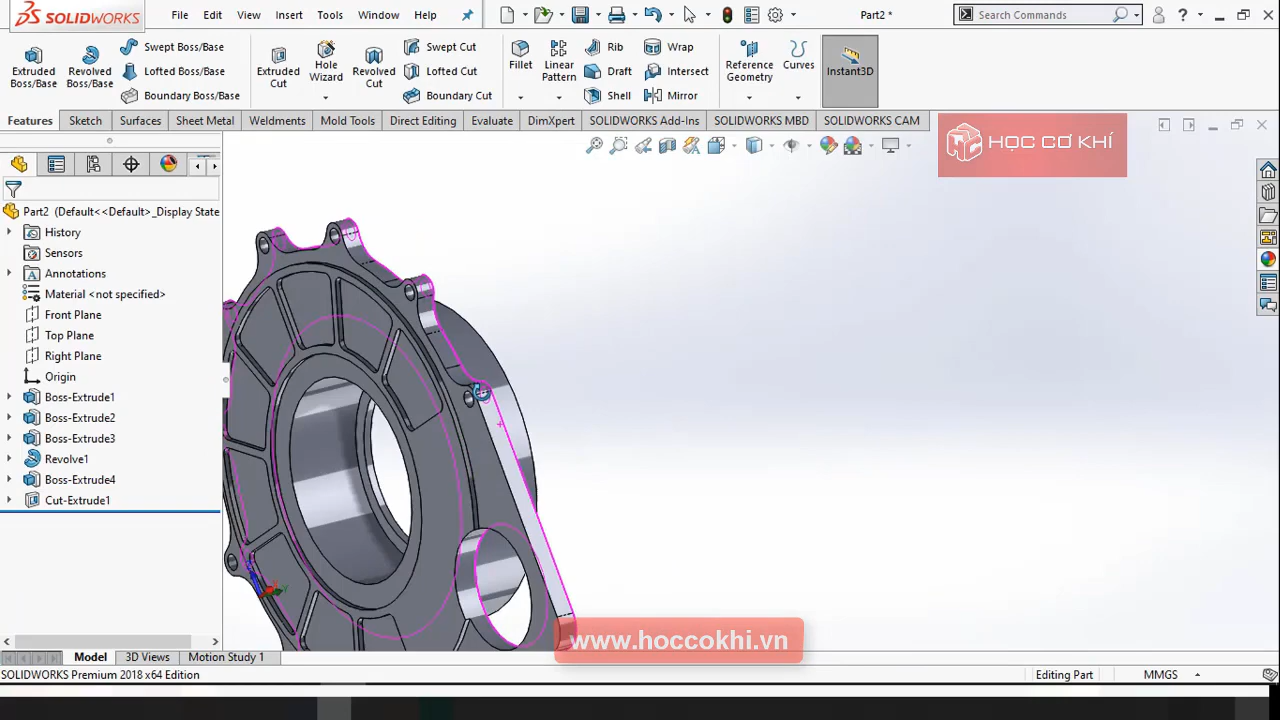 SOLIDWORKS
File Edit View Insert Tools Window Help
Part2 *
Search Commands
?
Extruded Boss/Base
Revolved Boss/Base
Swept Boss/Base
Lofted Boss/Base
Boundary Boss/Base
Extruded Cut
Hole Wizard
Revolved Cut
Swept Cut
Lofted Cut
Boundary Cut
Fillet
Linear Pattern
Rib
Draft
Shell
Wrap
Intersect
Mirror
Reference Geometry
Curves
Instant3D
Features Sketch Surfaces Sheet Metal Weldments Mold Tools Direct Editing Evaluate DimXpert SOLIDWORKS Add-Ins SOLIDWORKS MBD SOLIDWORKS CAM
HỌC CƠ KHÍ
Part2 (Default<<Default>_Display State
History
Sensors
Annotations
Material <not specified>
Front Plane
Top Plane
Right Plane
Origin
Boss-Extrude1
Boss-Extrude2
Boss-Extrude3
Revolve1
Boss-Extrude4
Cut-Extrude1
www.hoccokhi.vn
Model 3D Views Motion Study 1
SOLIDWORKS Premium 2018 x64 Edition
Editing Part
MMGS